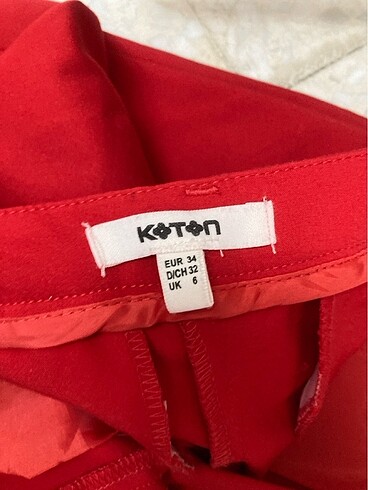 KOTON
EUR 34
D/CH 32
UK 6